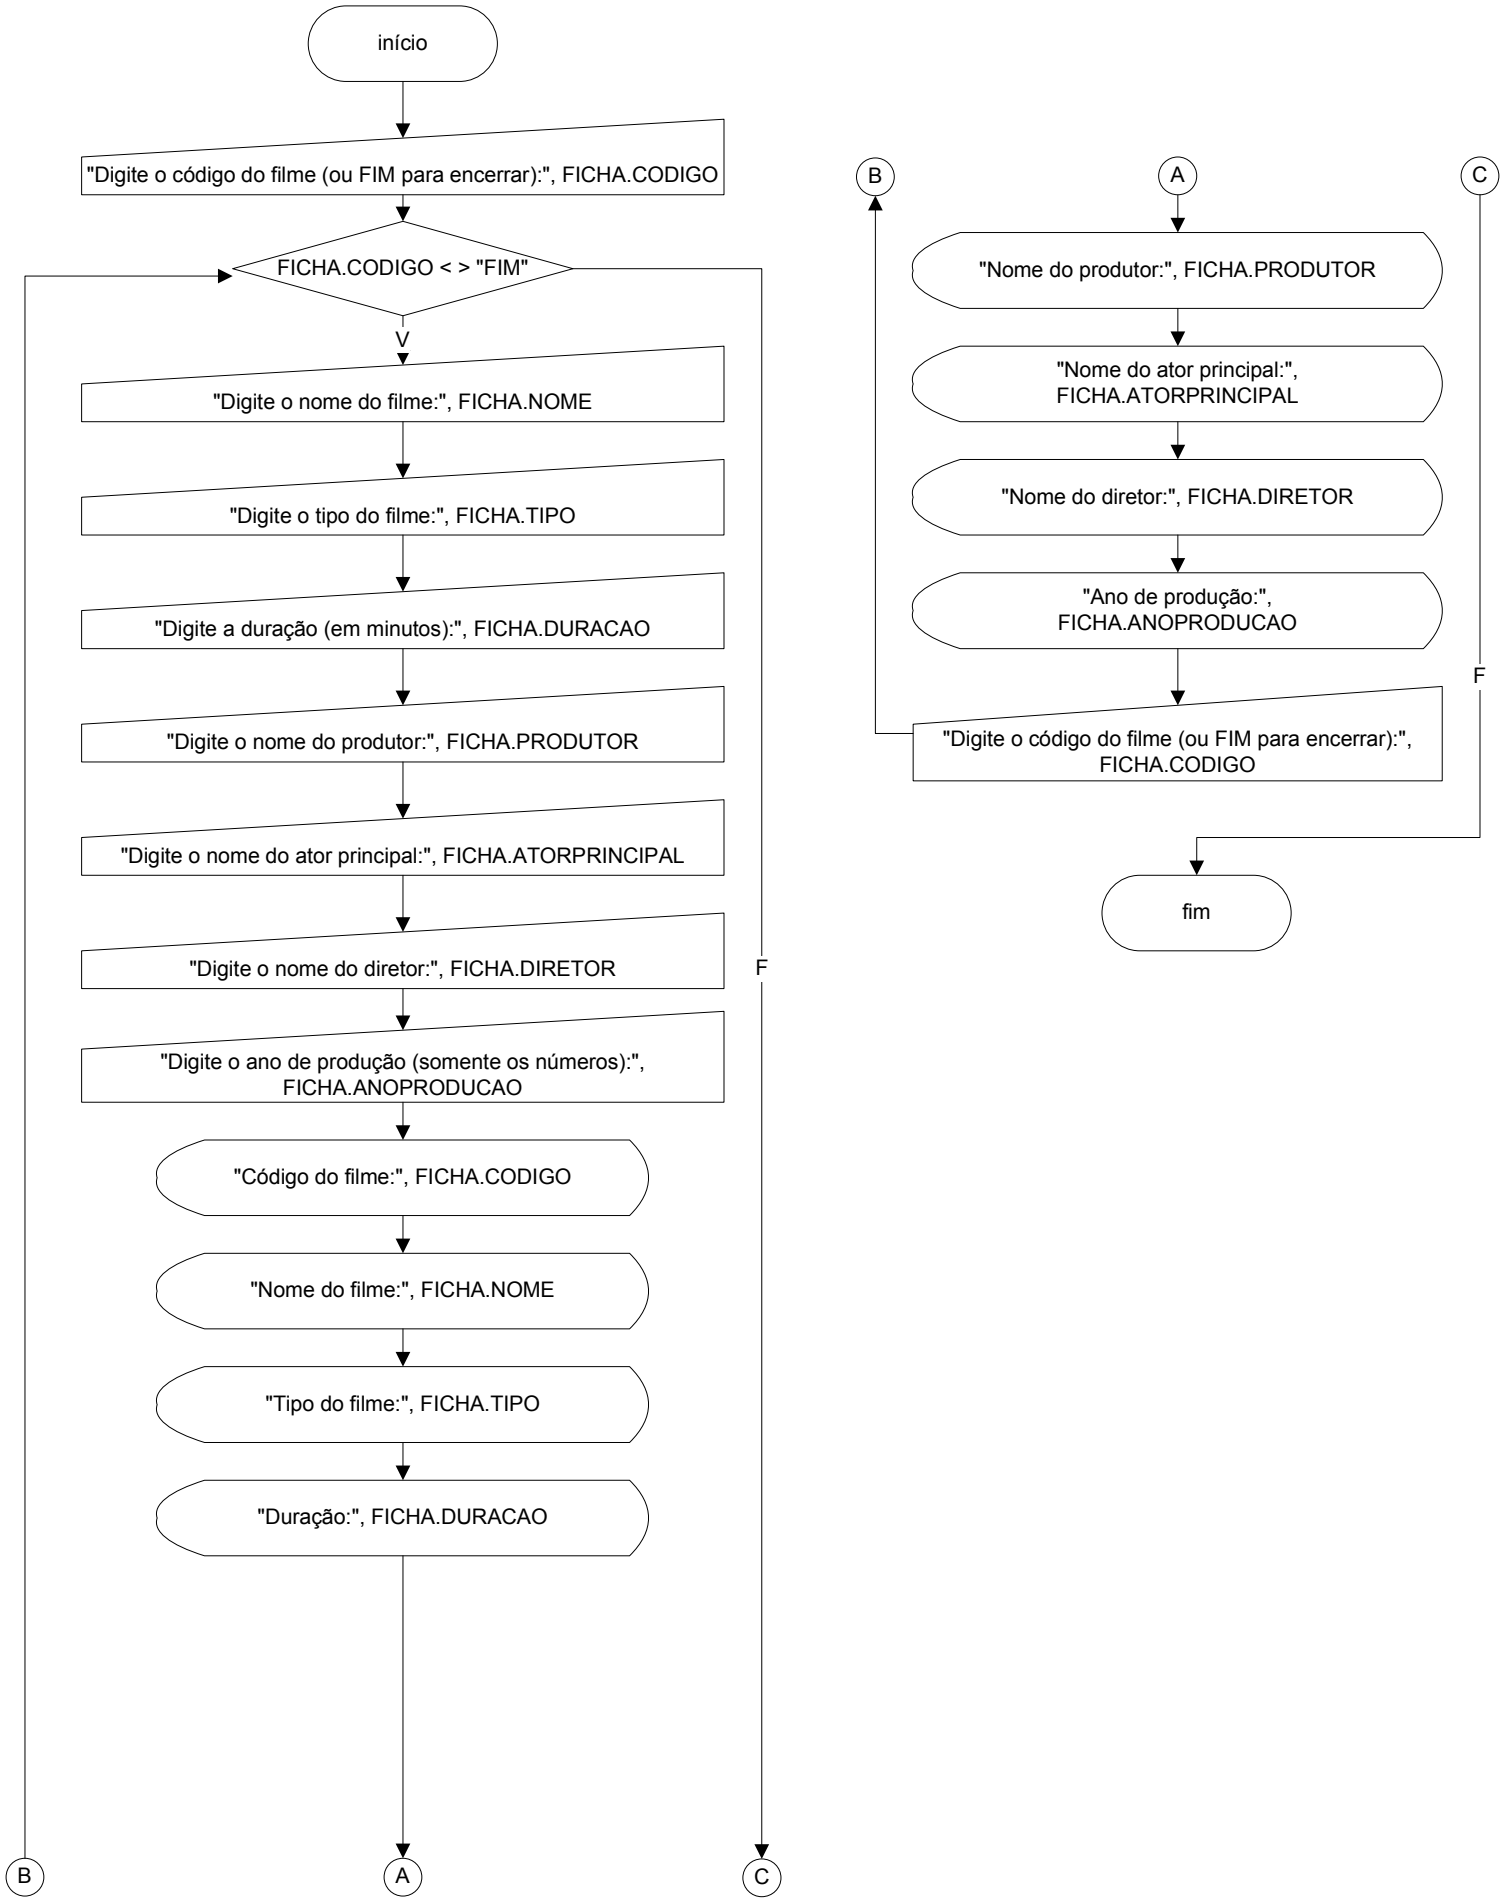 início
"Digite o código do filme (ou FIM para encerrar):", FICHA.CODIGO
FICHA.CODIGO < > "FIM"
V
"Digite o nome do filme:", FICHA.NOME
"Digite o tipo do filme:", FICHA.TIPO
"Digite a duração (em minutos):", FICHA.DURACAO
"Digite o nome do produtor:", FICHA.PRODUTOR
"Digite o nome do ator principal:", FICHA.ATORPRINCIPAL
"Digite o nome do diretor:", FICHA.DIRETOR
F
"Digite o ano de produção (somente os números):",
FICHA.ANOPRODUCAO
"Código do filme:", FICHA.CODIGO
"Nome do filme:", FICHA.NOME
"Tipo do filme:", FICHA.TIPO
"Duração:", FICHA.DURACAO
B
A
C
B
A
C
"Nome do produtor:", FICHA.PRODUTOR
"Nome do ator principal:",
FICHA.ATORPRINCIPAL
"Nome do diretor:", FICHA.DIRETOR
"Ano de produção:",
FICHA.ANOPRODUCAO
F
"Digite o código do filme (ou FIM para encerrar):",
FICHA.CODIGO
fim